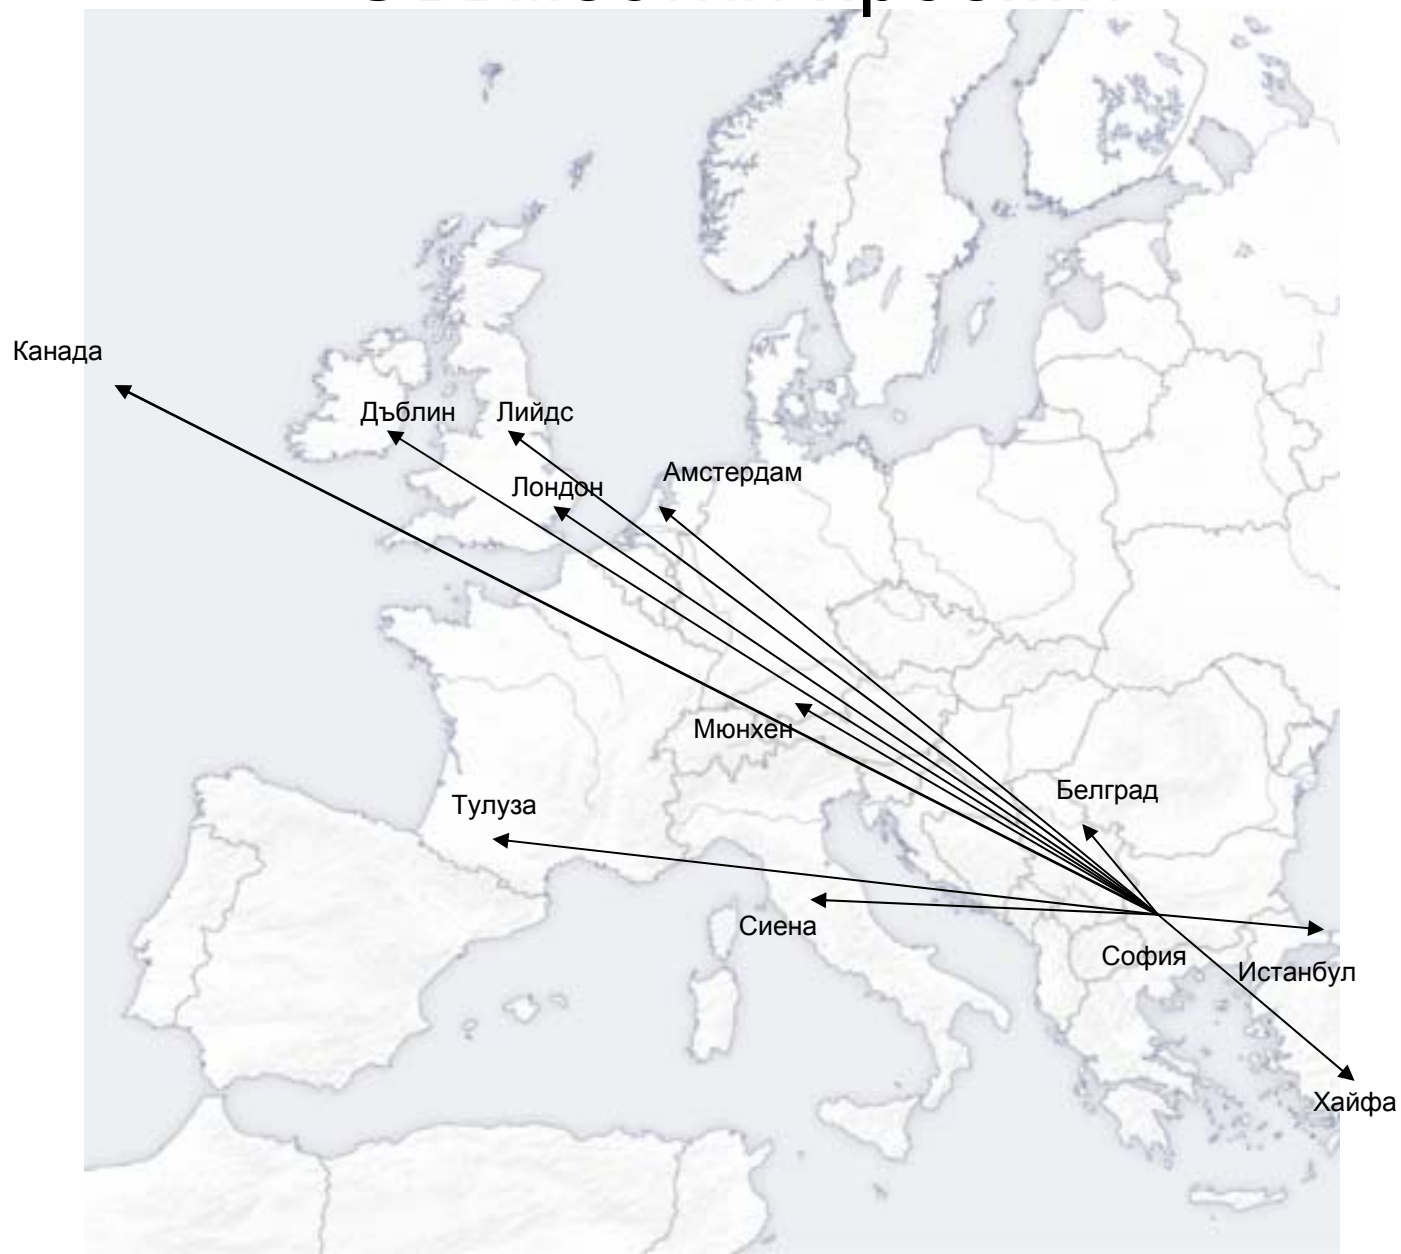 Канада
Дъблин
Лийдс
Амстердам
Лондон
Мюнхен
Белград
Тулуза
Сиена
София
Истанбул
Хайфа